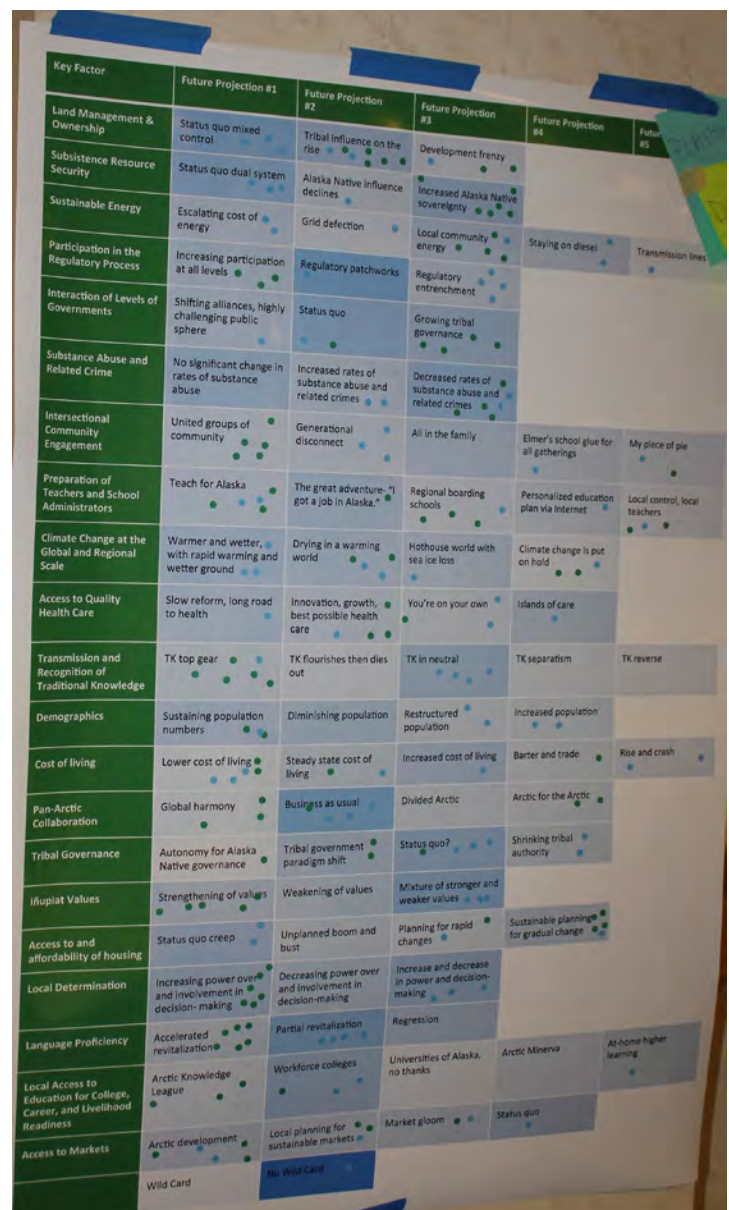 Key Factor
Future Projection #1
Future Projection
#2
Future Projection
#3
Future Projection
#4
#5
Land Management &
Ownership
Status quo mixed
control
Tribal influence on the
rise
Development frenzy
Subsistence Resource
Security
Status quo dual system
Alaska Native influence
declines
Increased Alaska Native
sovereignty
Sustainable Energy
Escalating cost of
energy
Grid defection
Local community
energy
Staying on diesel
Transmission lines
Participation in the
Regulatory Process
Increasing participation
at all levels
Regulatory patchworks
Regulatory
entrenchment
Interaction of Levels of
Governments
Shifting alliances, highly
challenging public
sphere
Status quo
Growing tribal
governance
Substance Abuse and
Related Crime
No significant change in
rates of substance
abuse
Increased rates of
substance abuse and
related crimes
Decreased rates of
substance abuse and
related crimes
Intersectional
Community
Engagement
United groups of
community
Generational
disconnect
All in the family
Elmer's school glue for
all gatherings
My piece of pie
Preparation of
Teachers and School
Administrators
Teach for Alaska
The great adventure- "I
got a job in Alaska."
Regional boarding
schools
Personalized education
plan via Internet
Local control, local
teachers
Climate Change at the
Global and Regional
Scale
Warmer and wetter,
with rapid warming and
wetter ground
Drying in a warming
world
Hothouse world with
sea ice loss
Climate change is put
on hold
Access to Quality
Health Care
Slow reform, long road
to health
Innovation, growth,
best possible health
care
You're on your own
Islands of care
Transmission and
Recognition of
Traditional Knowledge
TK top gear
TK flourishes then dies
out
TK in neutral
TK separatism
TK reverse
Demographics
Sustaining population
numbers
Diminishing population
Restructured
population
Increased population
Cost of living
Lower cost of living
Steady state cost of
living
Increased cost of living
Barter and trade
Rise and crash
Pan-Arctic
Collaboration
Global harmony
Business as usual
Divided Arctic
Arctic for the Arctic
Tribal Governance
Autonomy for Alaska
Native governance
Tribal government
paradigm shift
Status quo?
Shrinking tribal
authority
Iñupiat Values
Strengthening of values
Weakening of values
Mixture of stronger and
weaker values
Access to and
affordability of housing
Status quo creep
Unplanned boom and
bust
Planning for rapid
changes
Sustainable planning
for gradual change
Local Determination
Increasing power over
and involvement in
decision- making
Decreasing power over
and involvement in
decision-making
Increase and decrease
in power and decision-
making
Language Proficiency
Accelerated
revitalization
Partial revitalization
Regression
Local Access to
Education for College,
Career, and Livelihood
Readiness
Arctic Knowledge
League
Workforce colleges
Universities of Alaska,
no thanks
Arctic Minerva
At-home higher
learning
Access to Markets
Arctic development
Local planning for
sustainable markets
Market gloom
Status quo
Wild Card
No Wild Card